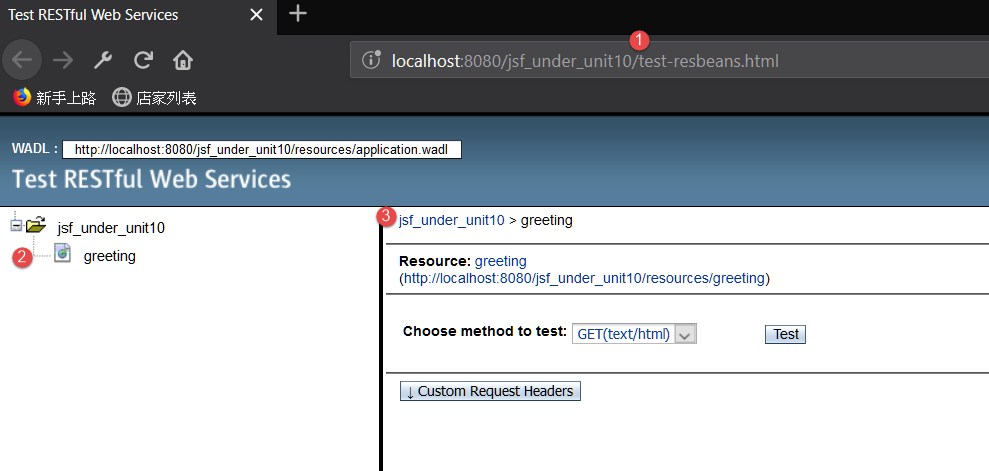 Test RESTful Web Services
1
localhost:8080/jsf_under_unit10/test-resbeans.html
新手上路 店家列表
WADL : http://localhost:8080/jsf_under_unit10/resources/application.wadl
Test RESTful Web Services
jsf_under_unit10
2 greeting
3 jsf_under_unit10 > greeting
Resource: greeting
(http://localhost:8080/jsf_under_unit10/resources/greeting)
Choose method to test: GET(text/html) Test
↓ Custom Request Headers